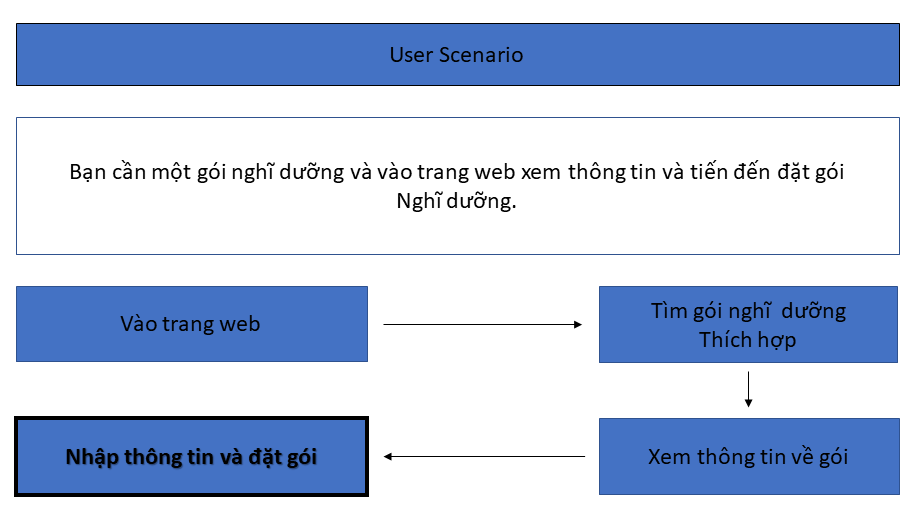 User Scenario
Bạn cần một gói nghĩ dưỡng và vào trang web xem thông tin và tiến đến đặt gói
Nghĩ dưỡng.
Vào trang web
Tìm gói nghĩ dưỡng
Thích hợp
Nhập thông tin và đặt gói
Xem thông tin về gói